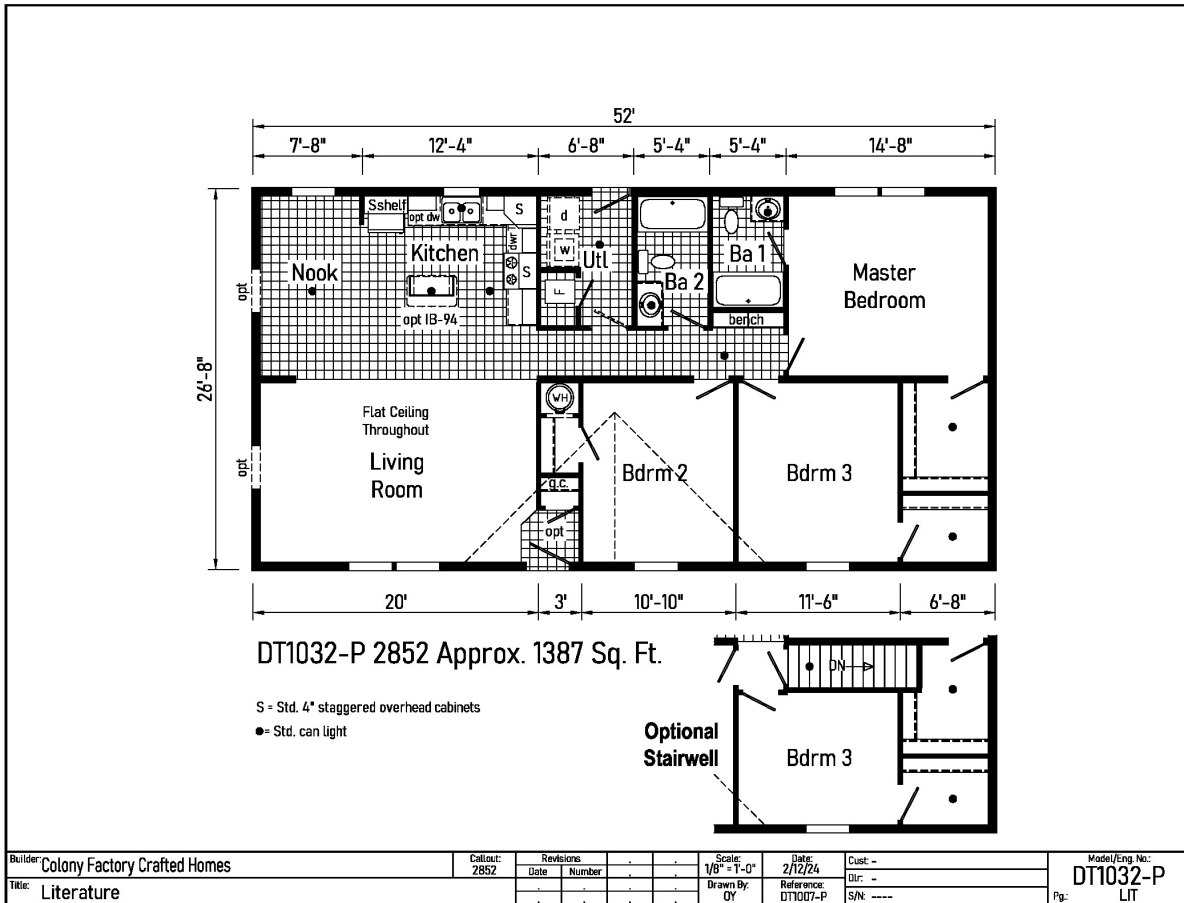 52'
7'-8" 12'-4" 6'-8" 5'-4" 5'-4" 14'-8"
26'-8"
Sshelf
opt dw
S
dwr
S
Kitchen
Nook
opt
opt IB-94
d
w
Utl
F
Ba 2
Ba 1
bench
Master
Bedroom
Flat Ceiling
Throughout
Living
Room
opt
WH
g.c.
opt
Bdrm 2
Bdrm 3
20' 3' 10'-10" 11'-6" 6'-8"
DT1032-P 2852 Approx. 1387 Sq. Ft.
S = Std. 4" staggered overhead cabinets
●= Std. can light
DN
Optional
Stairwell
Bdrm 3
Builder: Colony Factory Crafted Homes
Title: Literature
Callout:
2852
Revisions
Date Number
Scale:
1/8" = 1'-0"
Drawn By:
OY
Date:
2/12/24
Reference:
DT1007-P
Cust: -
Dlr: -
S/N: ----
Model/Eng. No.:
DT1032-P
Pg.: LIT